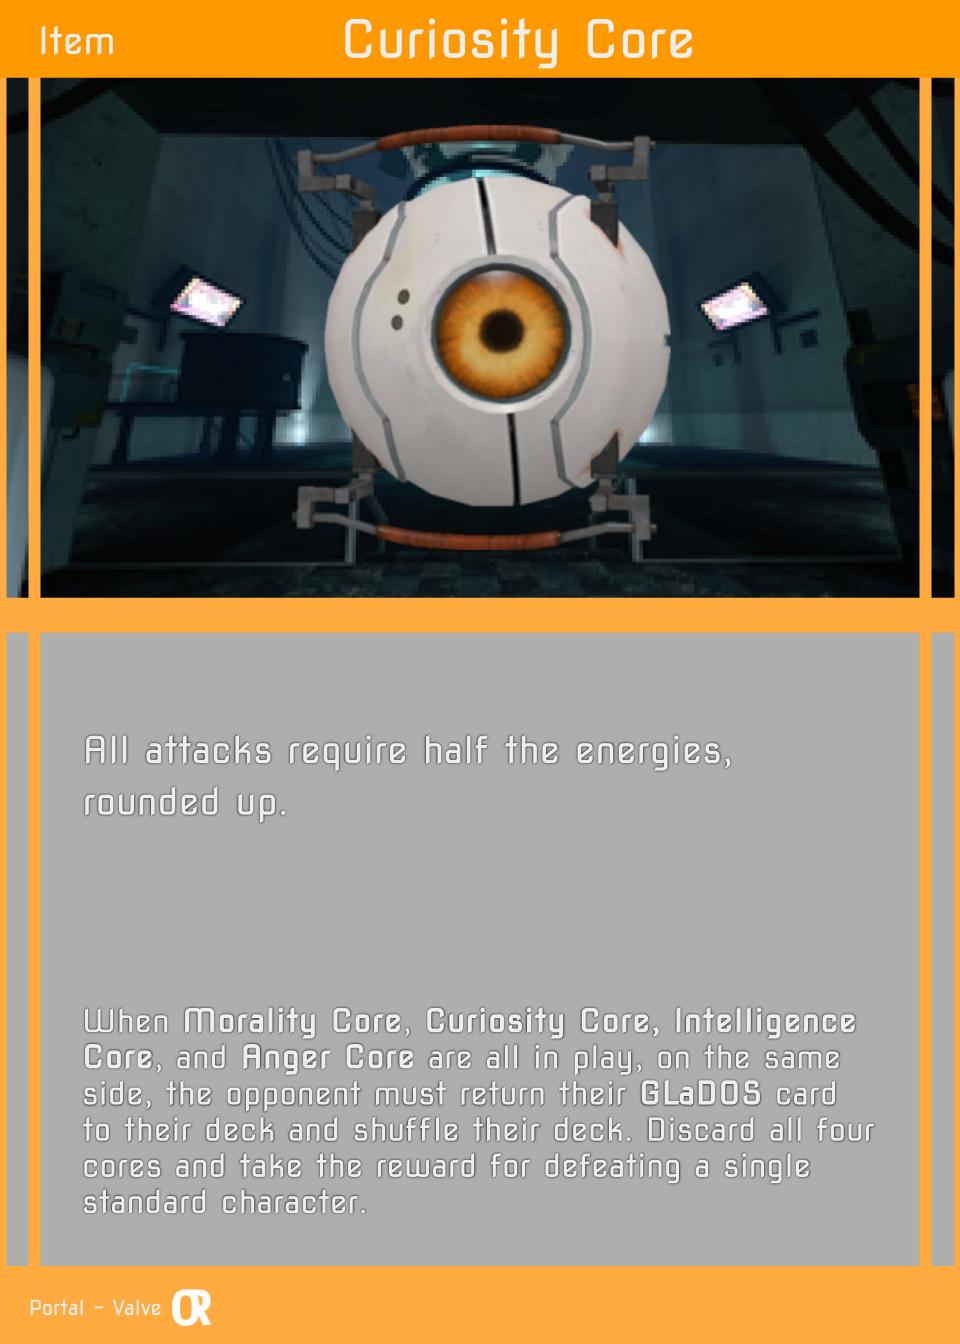 Item
Curiosity Core
All attacks require half the energies,
rounded up.
When Morality Core, Curiosity Core, Intelligence
Core, and Anger Core are all in play, on the same
side, the opponent must return their GLaDOS card
to their deck and shuffle their deck. Discard all four
cores and take the reward for defeating a single
standard character.
Portal - Valve OR